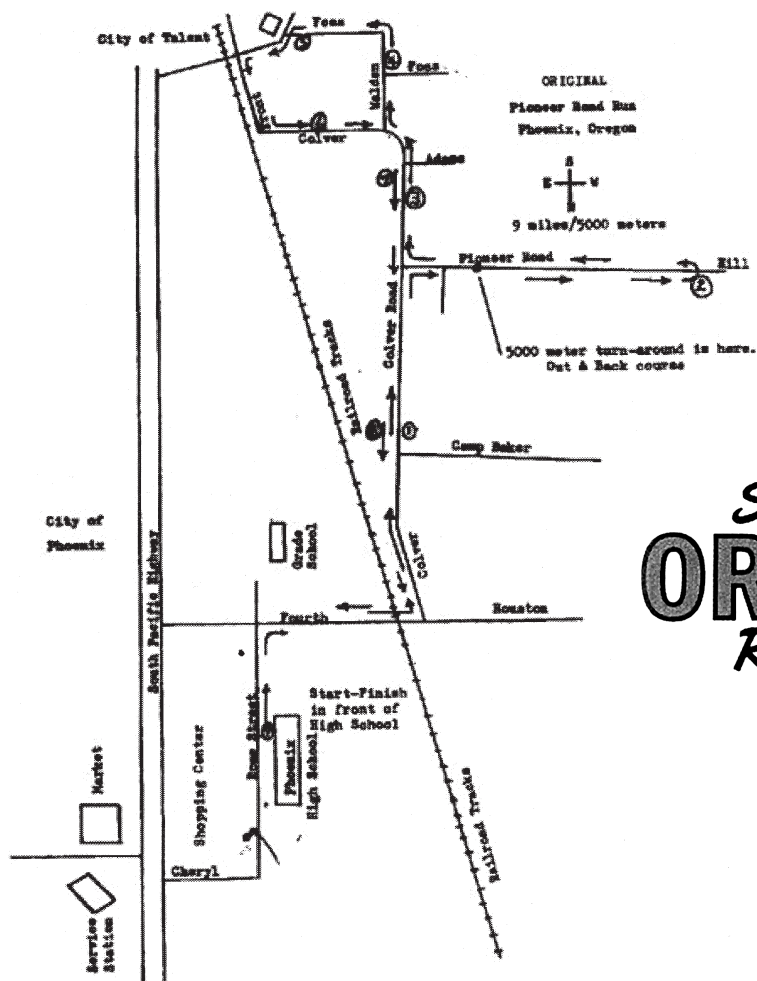 City of Talent
Foss
Foss
Walden
Colver
Adams
ORIGINAL
Pioneer Road Run
Phoenix, Oregon
S
E W
N
9 miles/5000 meters
Pioneer Road
Hill
2
3
Colver Road
5000 meter turn-around is here.
Out & Back course
Railroad Tracks
1
Camp Baker
City of
Phoenix
South Pacific Highway
Grade
School
Colver
Fourth
Houston
Start-Finish
in front of
High School
Rose Street
Phoenix
High School
Shopping Center
Market
Railroad Tracks
Cheryl
Service
Station
OR